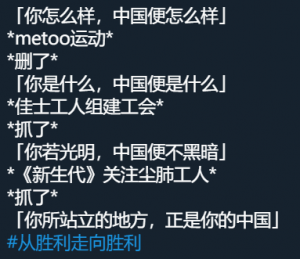 「你怎么样，中国便怎么样」
*metoo运动*
*删了*
「你是什么，中国便是什么」
*佳士工人组建工会*
*抓了*
「你若光明，中国便不黑暗」
*《新生代》关注尘肺工人*
*抓了*
「你所站立的地方，正是你的中国」
#从胜利走向胜利